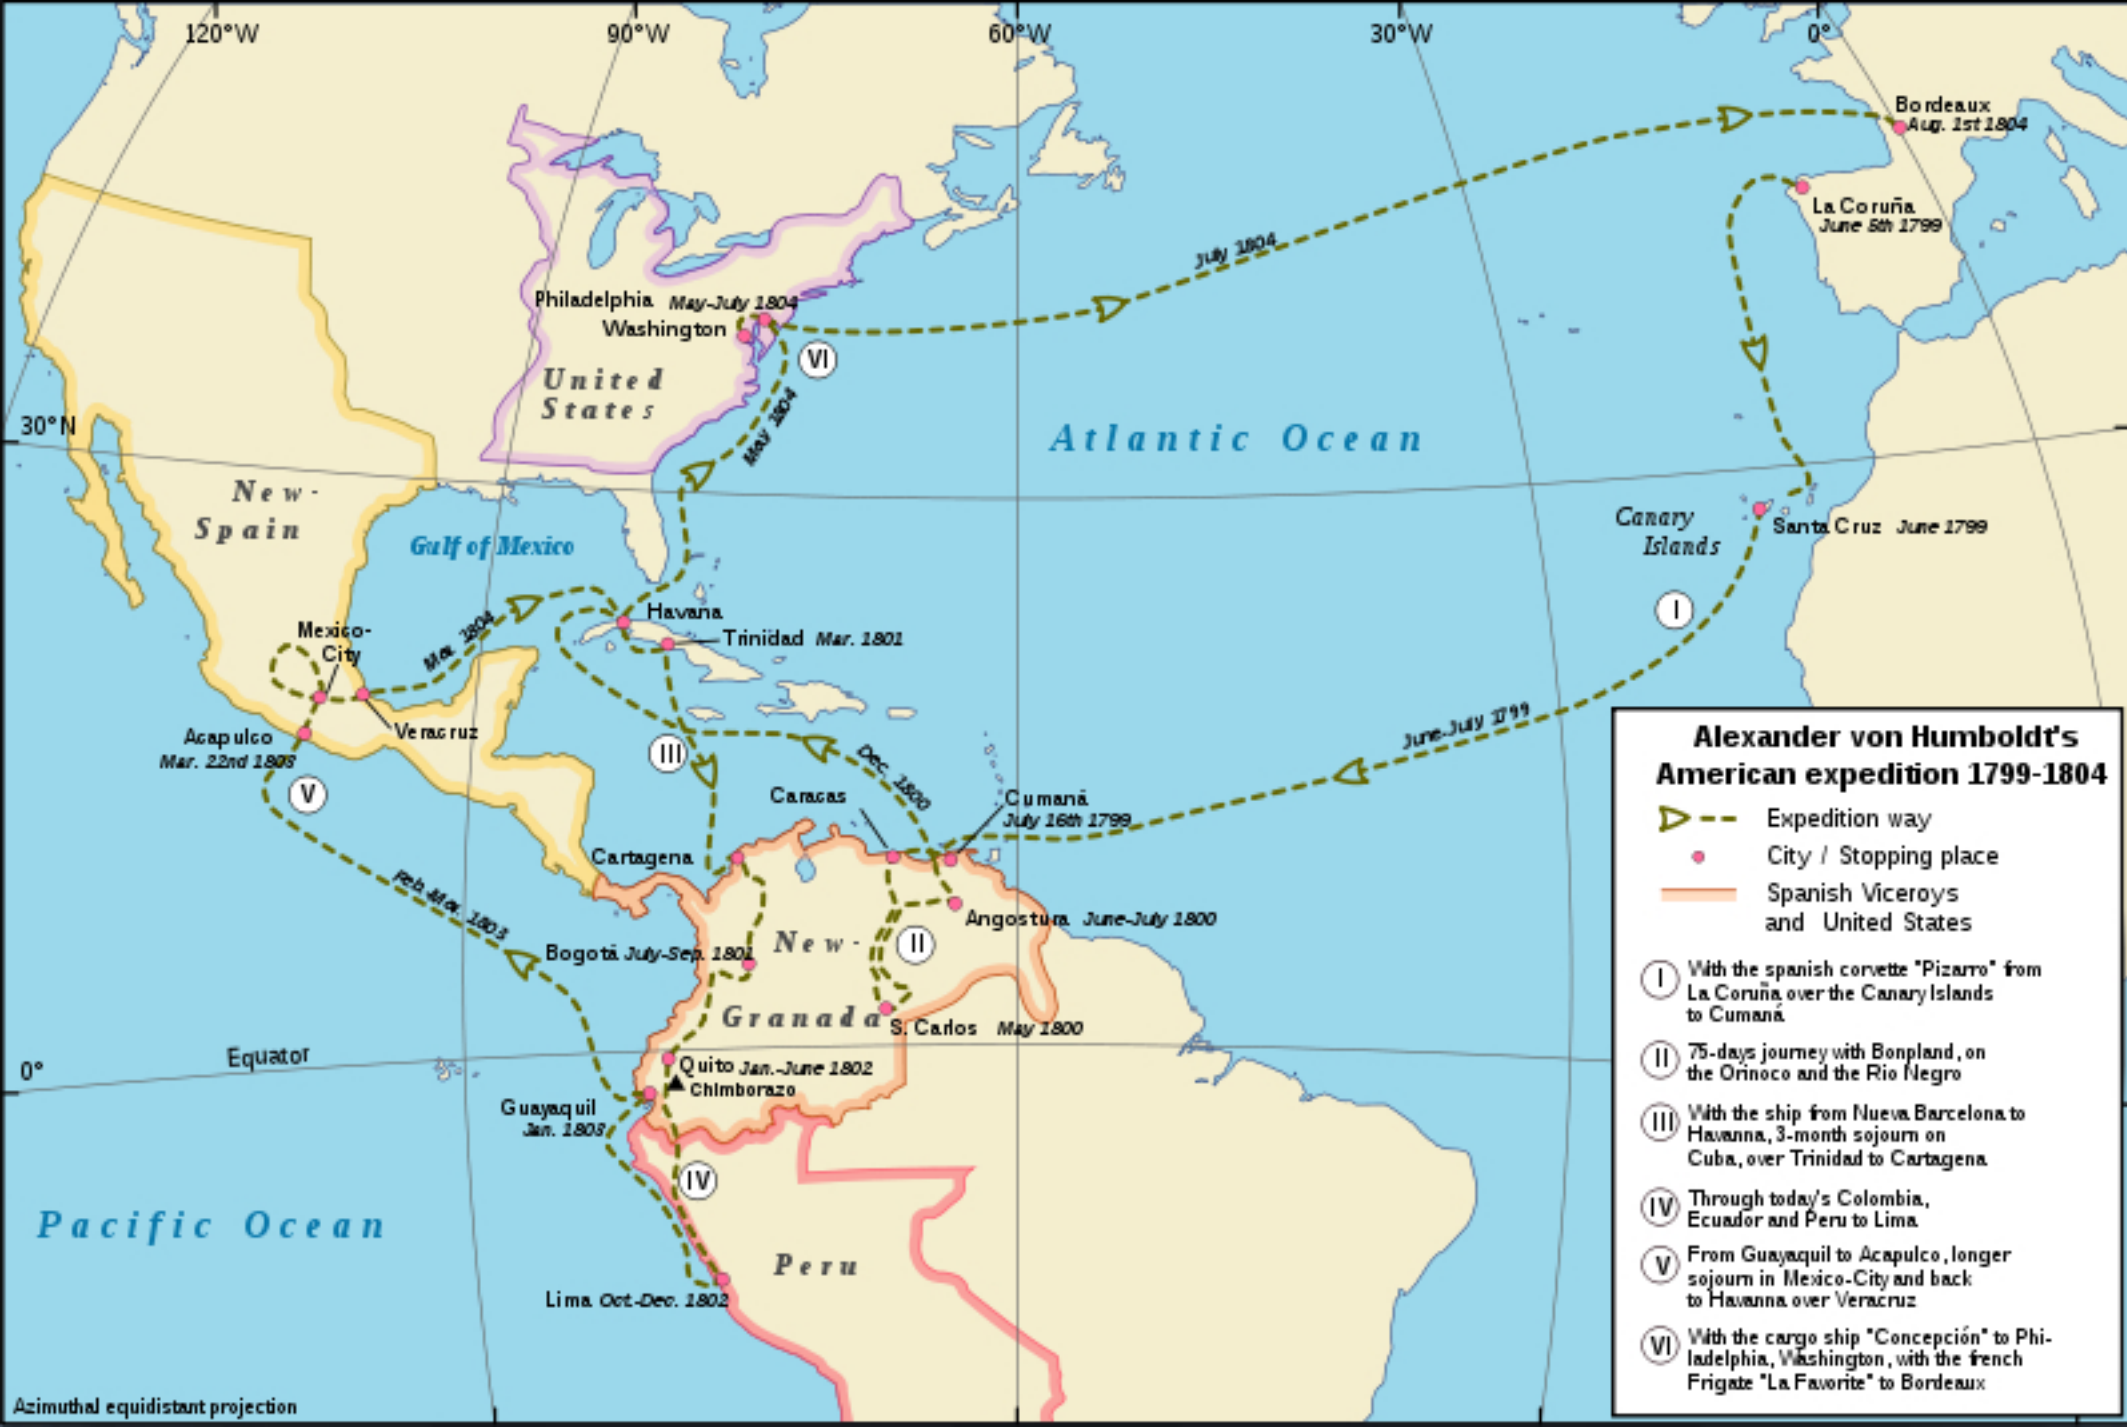 120°W
90°W
60°W
30°W
0°
Bordeaux
Aug. 1st 1804
La Coruña
June 5th 1799
July 1804
Philadelphia May-July 1804
Washington
VI
United
States
May 1804
30°N
Atlantic Ocean
New-
Spain
Gulf of Mexico
Canary
Islands
Santa Cruz June 1799
I
Havana
Trinidad Mar. 1801
Mexico-
City
Mar. 1804
Veracruz
Acapulco
Mar. 22nd 1803
V
III
Dec. 1800
June-July 1799
Caracas
Cumaná
July 16th 1799
Cartagena
Feb.-Mar. 1803
Angostura June-July 1800
II
Bogotá July-Sep. 1801
New-
Granada
S. Carlos May 1800
Equator
0°
Quito Jan.-June 1802
Chimborazo
Guayaquil
Jan. 1803
IV
Pacific Ocean
Peru
Lima Oct.-Dec. 1802
Azimuthal equidistant projection
Alexander von Humboldt's
American expedition 1799-1804
Expedition way
City / Stopping place
Spanish Viceroys
and United States
I With the spanish corvette "Pizarro" from
La Coruña over the Canary Islands
to Cumaná
II 75-days journey with Bonpland, on
the Orinoco and the Rio Negro
III With the ship from Nueva Barcelona to
Havanna, 3-month sojourn on
Cuba, over Trinidad to Cartagena
IV Through today's Colombia,
Ecuador and Peru to Lima
V From Guayaquil to Acapulco, longer
sojourn in Mexico-City and back
to Havanna over Veracruz
VI With the cargo ship "Concepción" to Phi-
ladelphia, Washington, with the french
Frigate "La Favorite" to Bordeaux